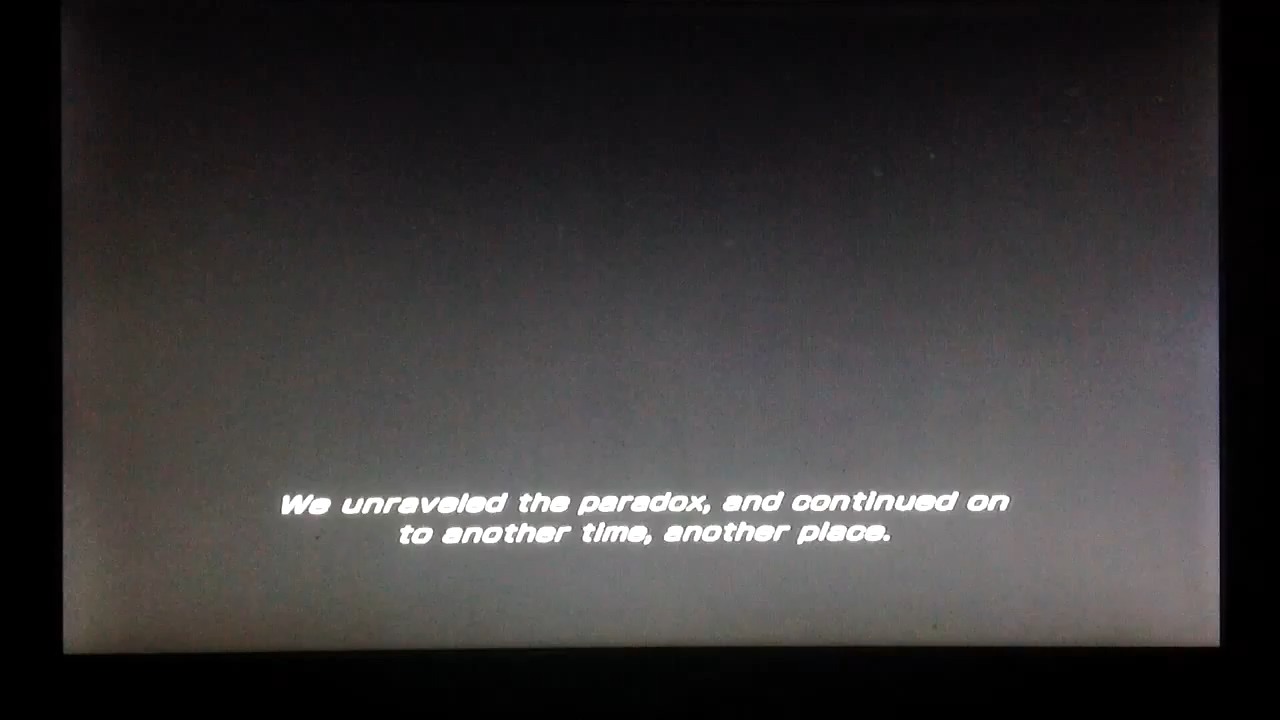 We unraveled the paradox, and continued on
to another time, another place.